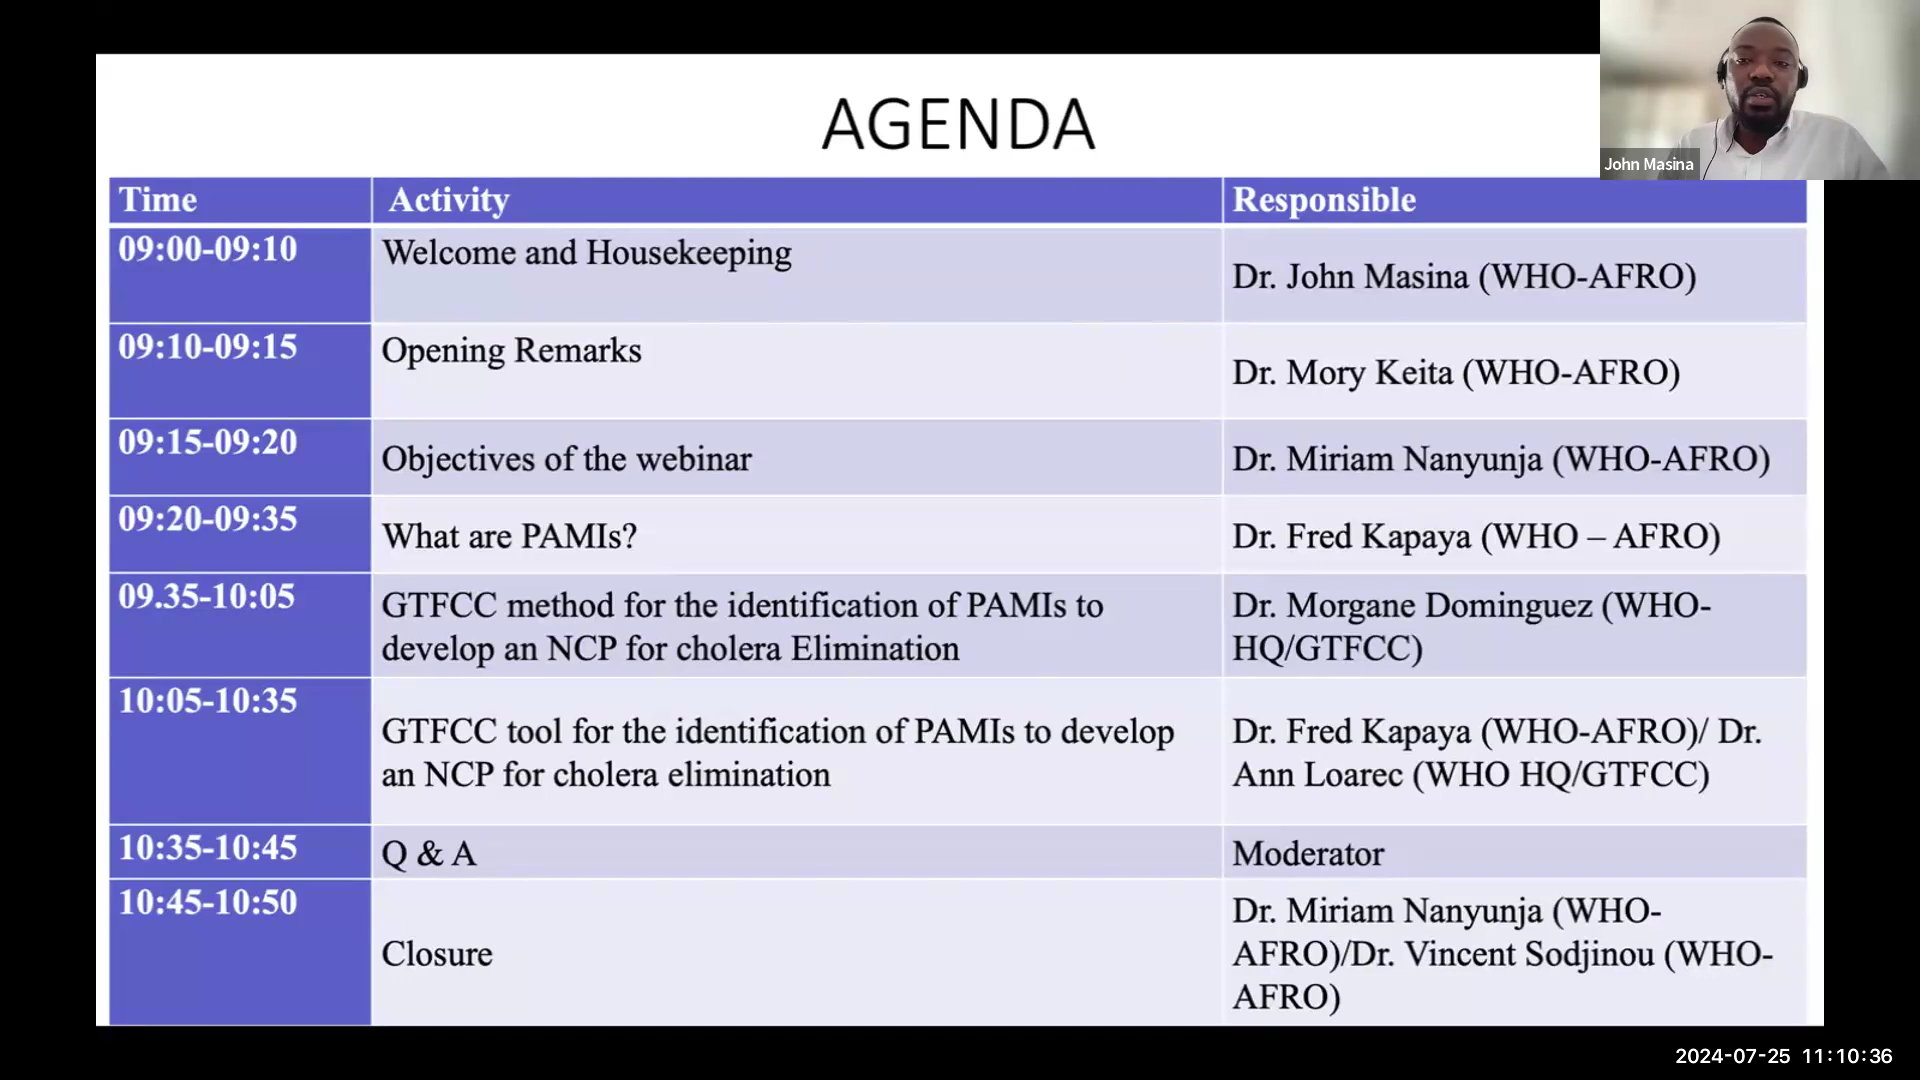 AGENDA
John Masina
Time Activity Responsible
09:00-09:10 Welcome and Housekeeping Dr. John Masina (WHO-AFRO)
09:10-09:15 Opening Remarks Dr. Mory Keita (WHO-AFRO)
09:15-09:20 Objectives of the webinar Dr. Miriam Nanyunja (WHO-AFRO)
09:20-09:35 What are PAMIs? Dr. Fred Kapaya (WHO – AFRO)
09.35-10:05 GTFCC method for the identification of PAMIs to Dr. Morgane Dominguez (WHO-
develop an NCP for cholera Elimination HQ/GTFCC)
10:05-10:35 GTFCC tool for the identification of PAMIs to develop Dr. Fred Kapaya (WHO-AFRO)/ Dr.
an NCP for cholera elimination Ann Loarec (WHO HQ/GTFCC)
10:35-10:45 Q & A Moderator
10:45-10:50 Closure Dr. Miriam Nanyunja (WHO-
AFRO)/Dr. Vincent Sodjinou (WHO-
AFRO)
2024-07-25 11:10:36